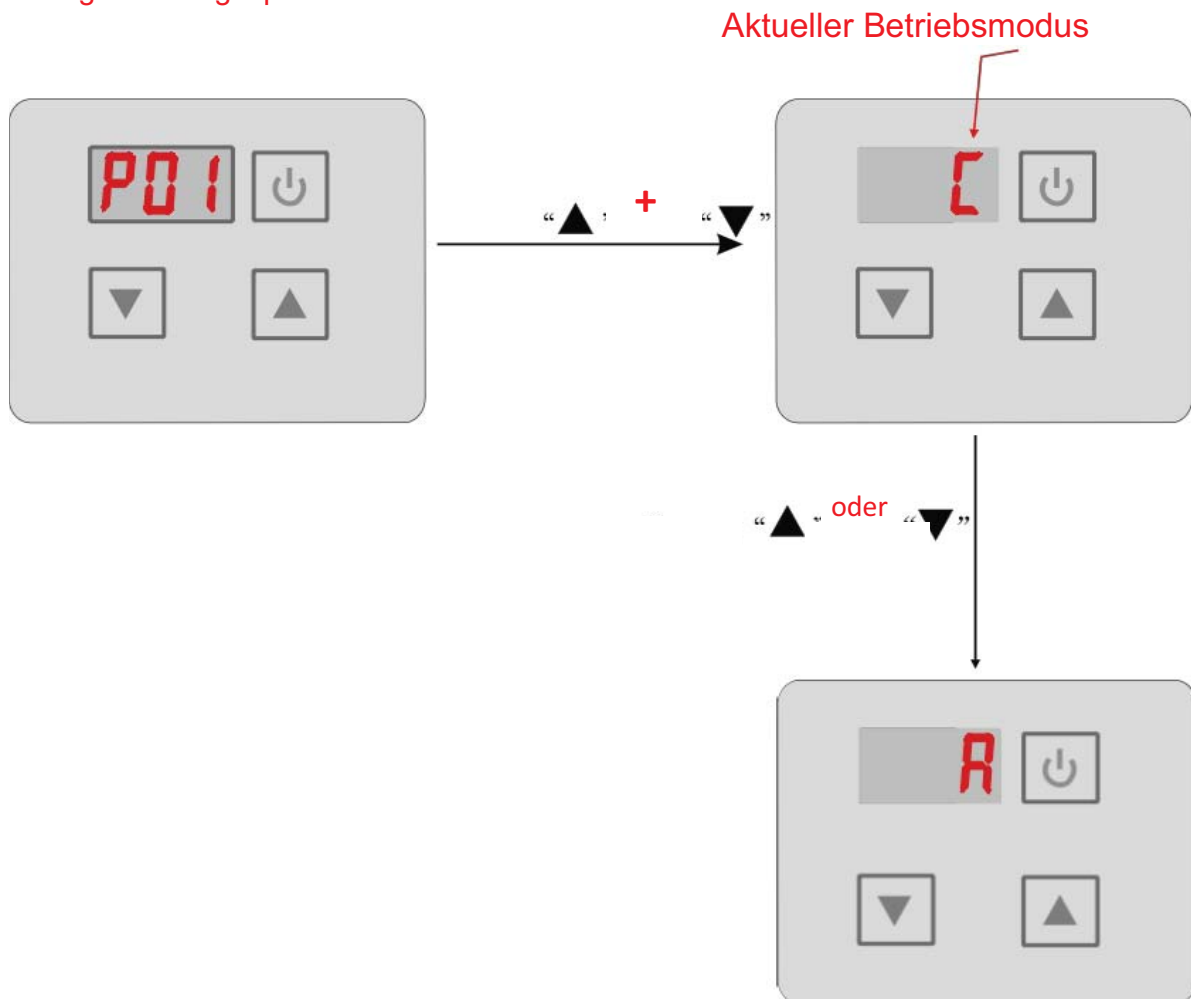 Aktueller Betriebsmodus
P01
“▲” + “▼”
C
“▲” oder “▼”
A